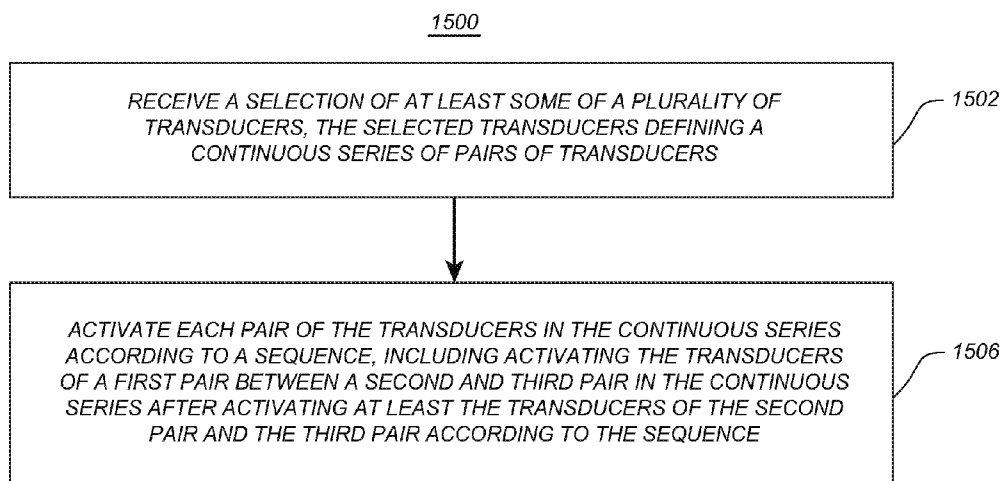 1500
RECEIVE A SELECTION OF AT LEAST SOME OF A PLURALITY OF
TRANSDUCERS, THE SELECTED TRANSDUCERS DEFINING A
CONTINUOUS SERIES OF PAIRS OF TRANSDUCERS
1502
ACTIVATE EACH PAIR OF THE TRANSDUCERS IN THE CONTINUOUS SERIES
ACCORDING TO A SEQUENCE, INCLUDING ACTIVATING THE TRANSDUCERS
OF A FIRST PAIR BETWEEN A SECOND AND THIRD PAIR IN THE CONTINUOUS
SERIES AFTER ACTIVATING AT LEAST THE TRANSDUCERS OF THE SECOND
PAIR AND THE THIRD PAIR ACCORDING TO THE SEQUENCE
1506